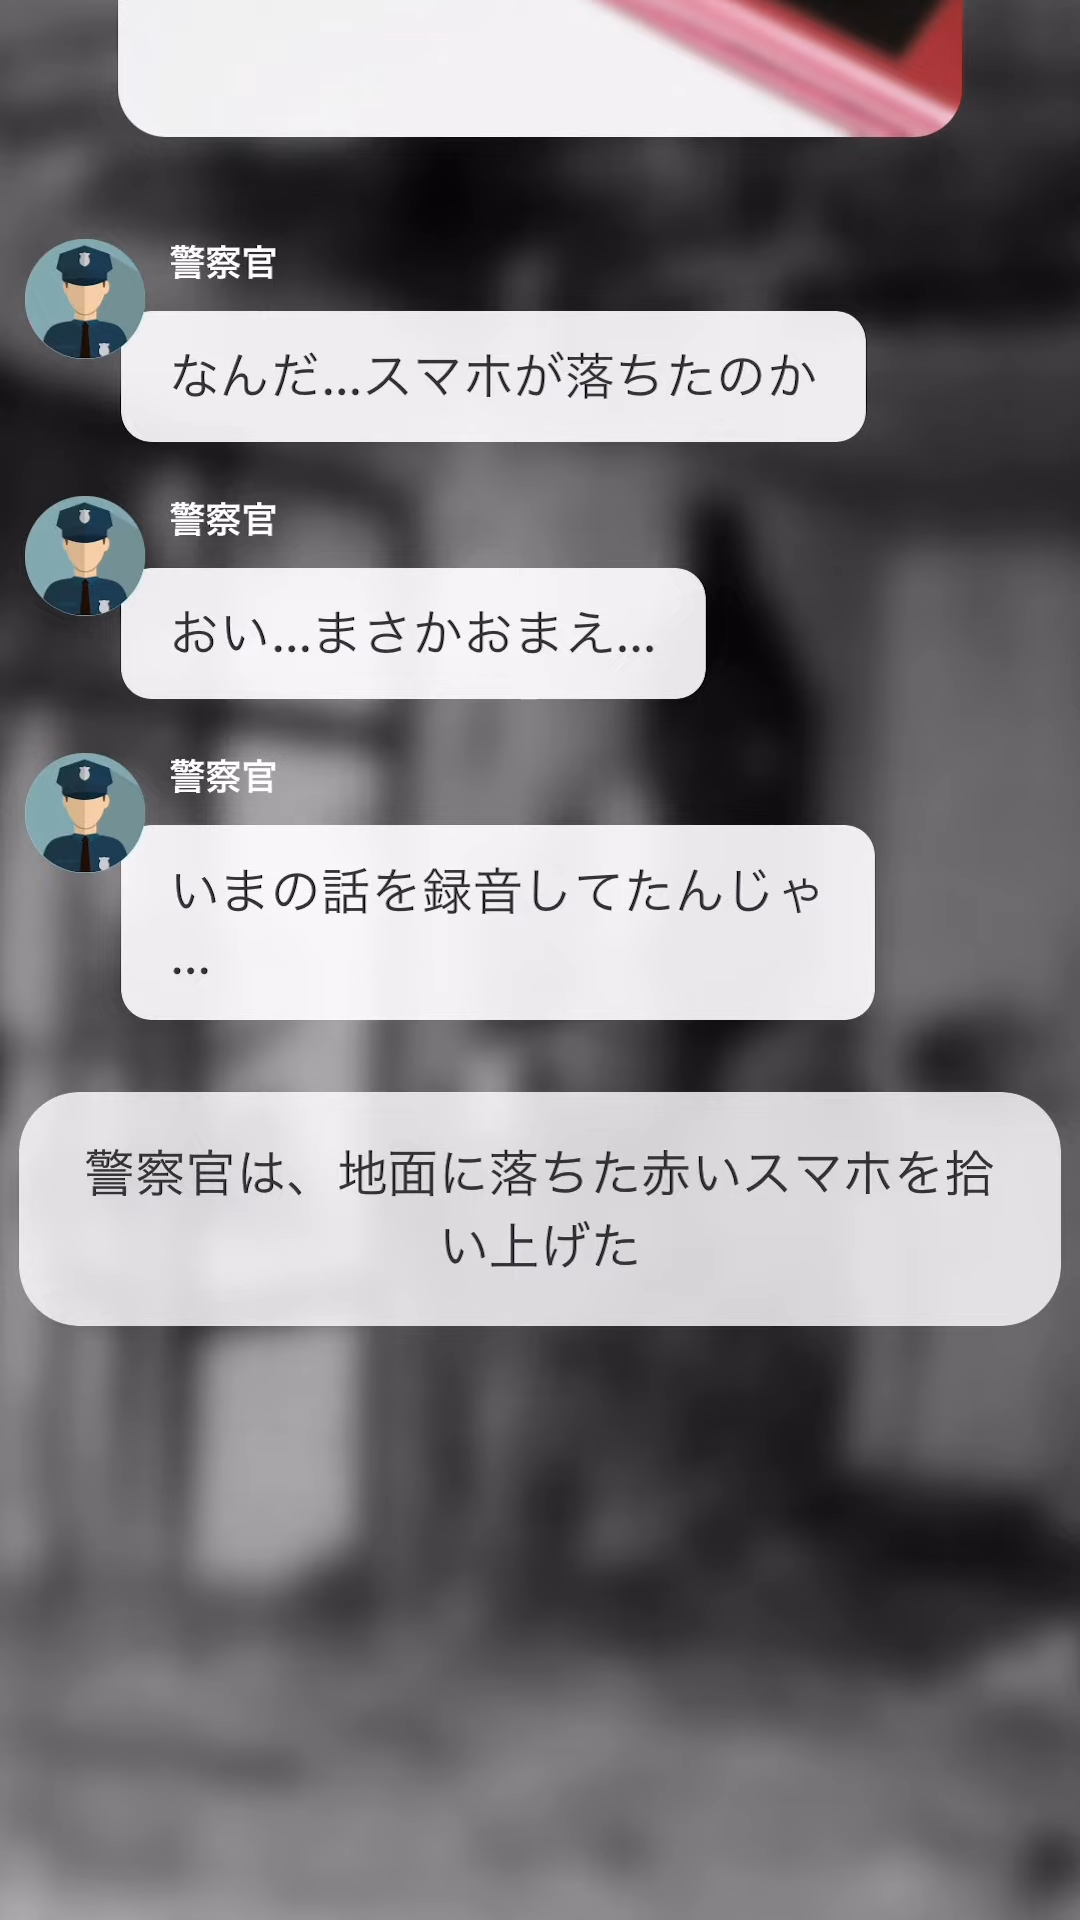 警察官
なんだ...スマホが落ちたのか
警察官
おい...まさかおまえ...
警察官
いまの話を録音してたんじゃ
...
警察官は、地面に落ちた赤いスマホを拾
い上げた